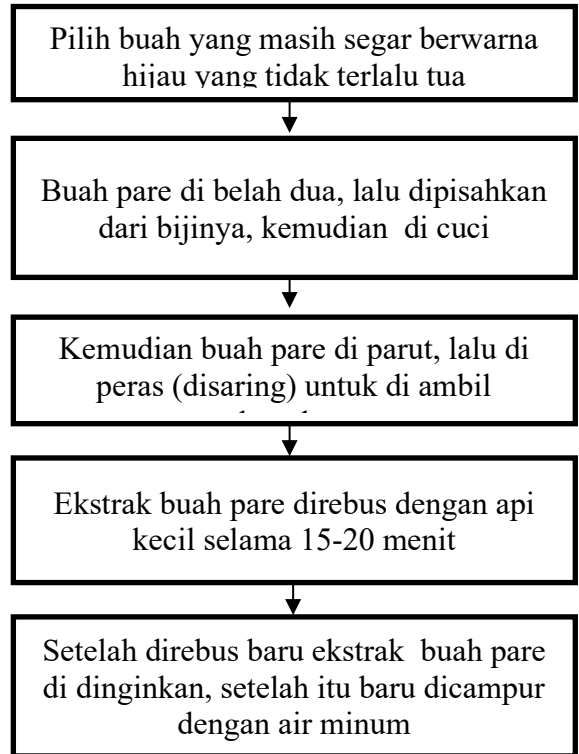 Pilih buah yang masih segar berwarna
hijau yang tidak terlalu tua
Buah pare di belah dua, lalu dipisahkan
dari bijinya, kemudian di cuci
Kemudian buah pare di parut, lalu di
peras (disaring) untuk di ambil
Ekstrak buah pare direbus dengan api
kecil selama 15-20 menit
Setelah direbus baru ekstrak buah pare
di dinginkan, setelah itu baru dicampur
dengan air minum